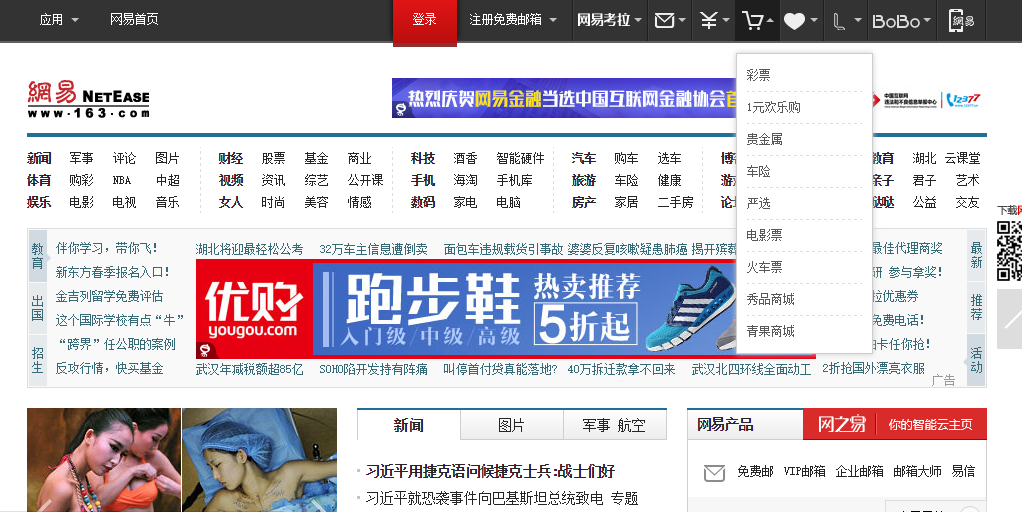 应用 网易首页 登录 注册免费邮箱 网易考拉 BoBo 網易
彩票
1元欢乐购
贵金属
车险
严选
电影票
火车票
秀品商城
青果商城
網易 NETEASE
www.163.com
热烈庆贺网易金融当选中国互联网金融协会首
中国互联网
违法和不良信息举报中心
12377
新闻 军事 评论 图片 财经 股票 基金 商业 科技 酒香 智能硬件 汽车 购车 选车 教育 湖北 云课堂
体育 购彩 NBA 中超 视频 资讯 综艺 公开课 手机 海淘 手机库 旅游 车险 健康 亲子 君子 艺术
娱乐 电影 电视 音乐 女人 时尚 美容 情感 数码 家电 电脑 房产 家居 二手房 哒哒 公益 交友
下载
教育
出国
招生
伴你学习，带你飞！
新东方春季报名入口！
金吉列留学免费评估
这个国际学校有点“牛”
“跨界”任公职的案例
反攻行情，快买基金
湖北将迎最轻松公考 32万车主信息遭倒卖 面包车违规载货引事故 婆婆反复咳嗽疑患肺癌 揭开殡
优购
yougou.com
跑步鞋
入门级/中级/高级
热卖推荐
5折起
武汉年减税额超85亿 SOHO陷开发持有阵痛 叫停首付贷真能落地？ 40万拆迁款拿不回来 武汉北四环线全面动工 2折抢国外漂亮衣服
最佳代理商奖
研 参与拿奖！
拉优惠券
免费电话！
油卡任你抢！
广告
最新
推荐
活动
新闻 图片 军事 航空
习近平用捷克语问候捷克士兵：战士们好
习近平就恐袭事件向巴基斯坦总统致电 专题
网易产品 网之易 你的智能云主页
免费邮 VIP邮箱 企业邮箱 邮箱大师 易信